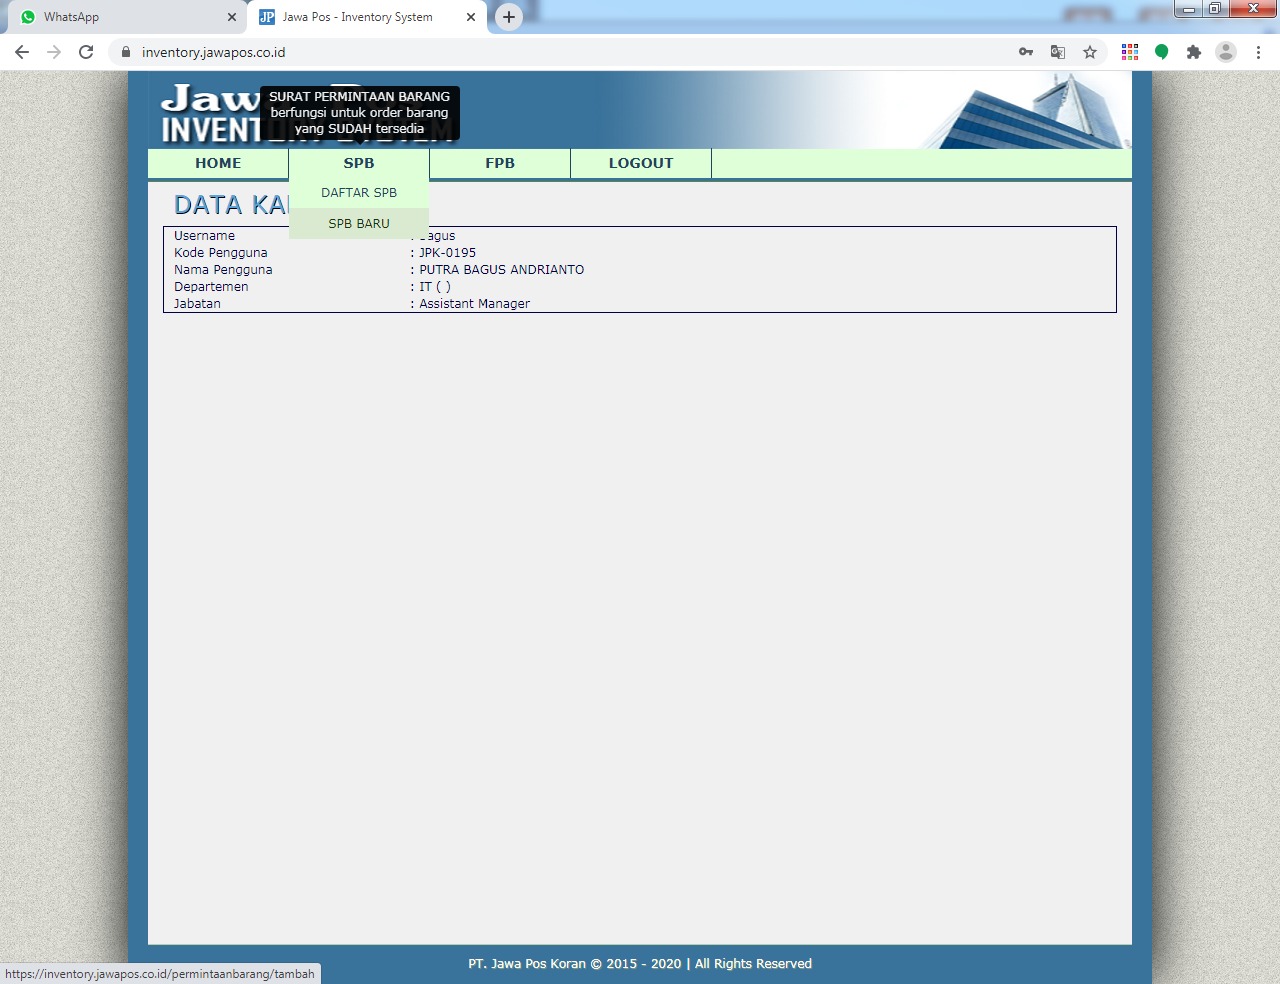 WhatsApp
Jawa Pos - Inventory System
inventory.jawapos.co.id
Jaw
INVENT
SYSTEM
SURAT PERMINTAAN BARANG
berfungsi untuk order barang
yang SUDAH tersedia
HOME SPB FPB LOGOUT
DAFTAR SPB
SPB BARU
DATA KA
Username : bagus
Kode Pengguna : JPK-0195
Nama Pengguna : PUTRA BAGUS ANDRIANTO
Departemen : IT ( )
Jabatan : Assistant Manager
PT. Jawa Pos Koran © 2015 - 2020 | All Rights Reserved
https://inventory.jawapos.co.id/permintaanbarang/tambah